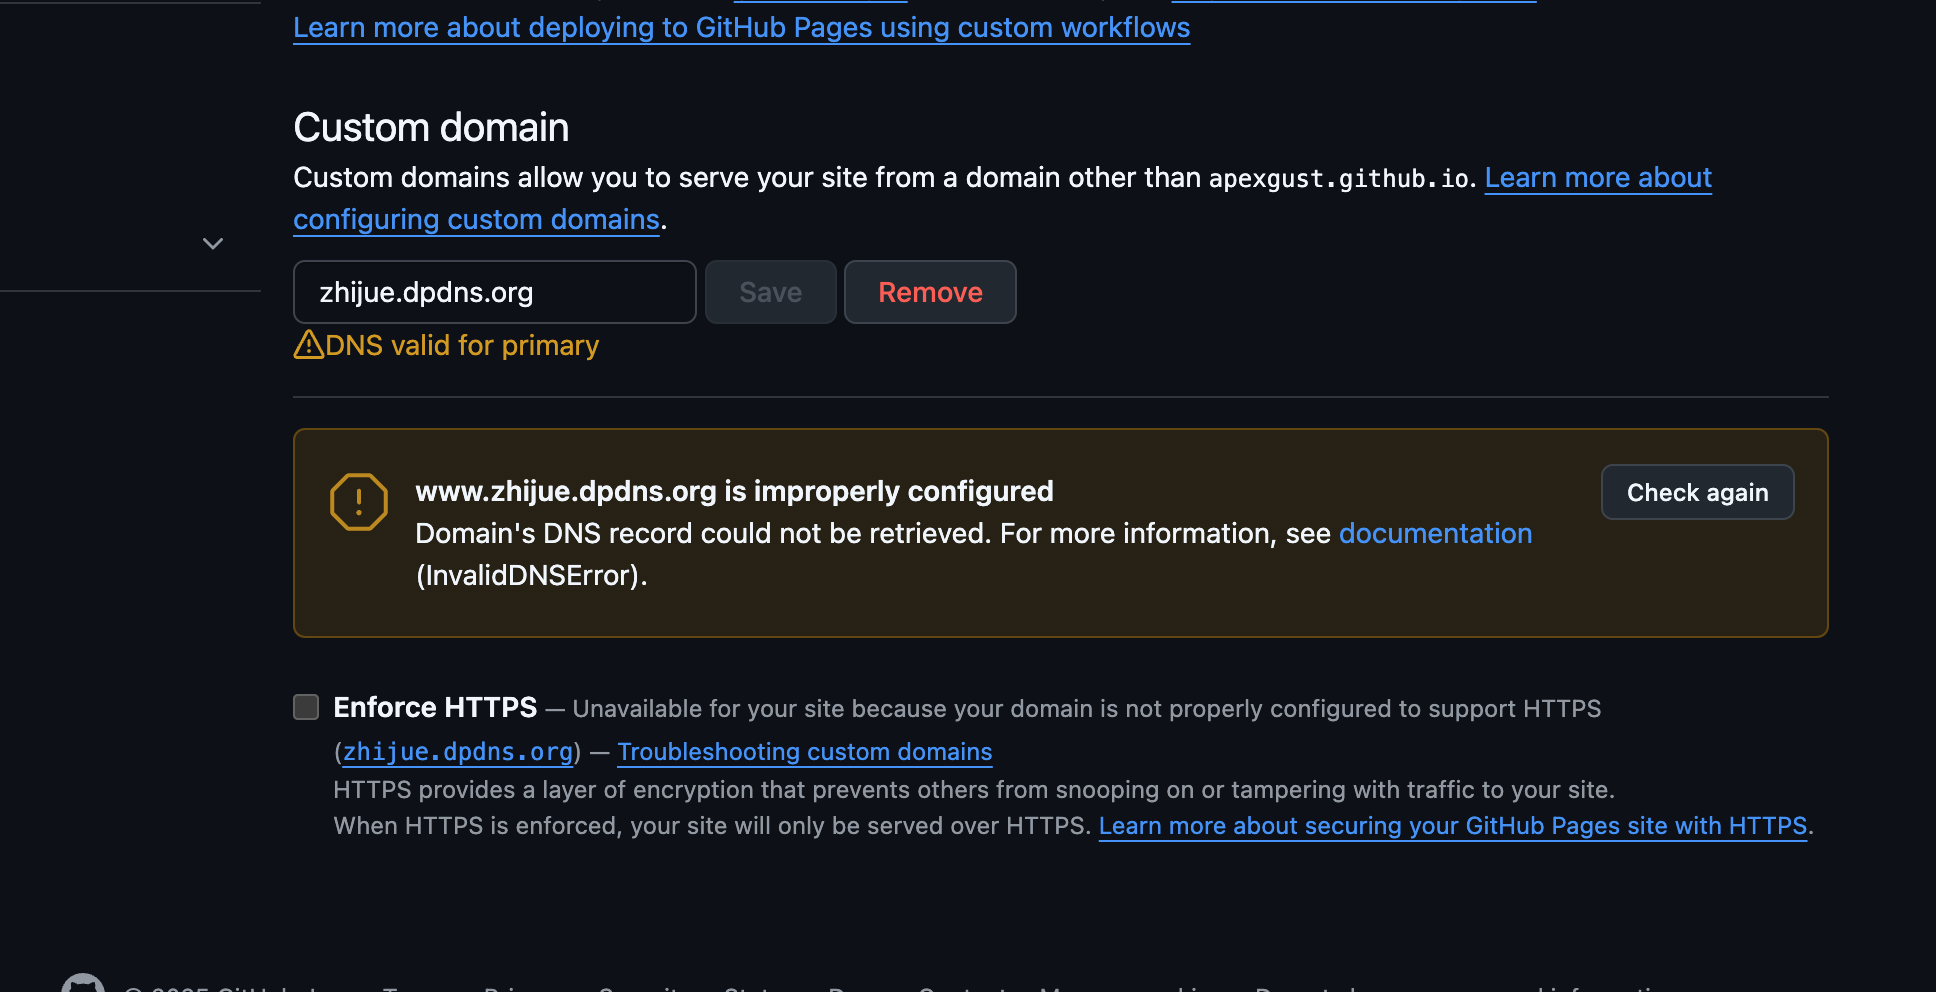 Learn more about deploying to GitHub Pages using custom workflows
Custom domain
Custom domains allow you to serve your site from a domain other than apexgust.github.io. Learn more about
configuring custom domains.
zhijue.dpdns.org Save Remove
DNS valid for primary
www.zhijue.dpdns.org is improperly configured Check again
Domain's DNS record could not be retrieved. For more information, see documentation
(InvalidDNSError).
Enforce HTTPS — Unavailable for your site because your domain is not properly configured to support HTTPS
(zhijue.dpdns.org) — Troubleshooting custom domains
HTTPS provides a layer of encryption that prevents others from snooping on or tampering with traffic to your site.
When HTTPS is enforced, your site will only be served over HTTPS. Learn more about securing your GitHub Pages site with HTTPS.